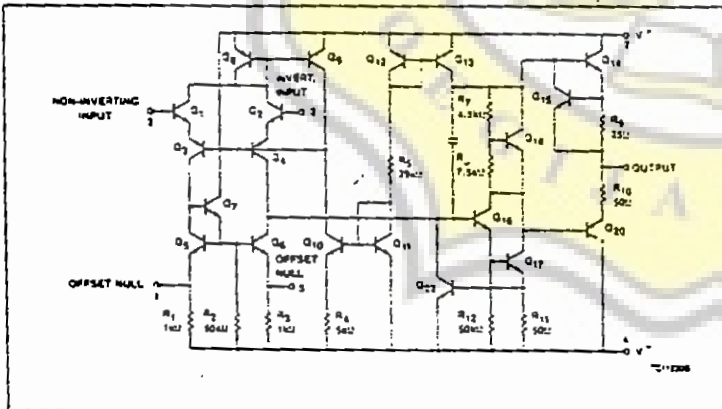 V+
7
Q8
Q9
Q12
Q13
Q14
NON-INVERTING
INPUT
3
Q1
INVERT.
INPUT
Q2
2
R7
4.5kΩ
Q18
Q15
R9
25Ω
Q3
Q4
R5
39kΩ
7.5kΩ
OUTPUT
R10
50Ω
Q7
Q16
Q5
Q6
Q10
Q11
Q17
Q20
OFFSET
NULL
5
OFFSET NULL
1
Q22
R1
1kΩ
R2
50kΩ
R3
1kΩ
R4
5kΩ
R12
50kΩ
R11
50Ω
4
V-